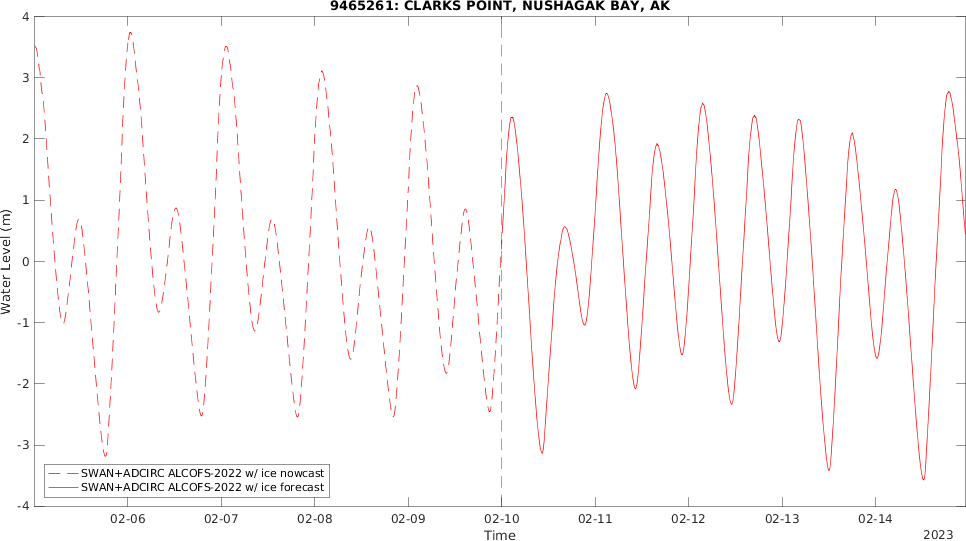 9465261: CLARKS POINT, NUSHAGAK BAY, AK
4
3
2
1
0
-1
-2
-3
-4
Water Level (m)
SWAN+ADCIRC ALCOFS-2022 w/ ice nowcast
SWAN+ADCIRC ALCOFS-2022 w/ ice forecast
02-06 02-07 02-08 02-09 02-10 02-11 02-12 02-13 02-14
Time
2023